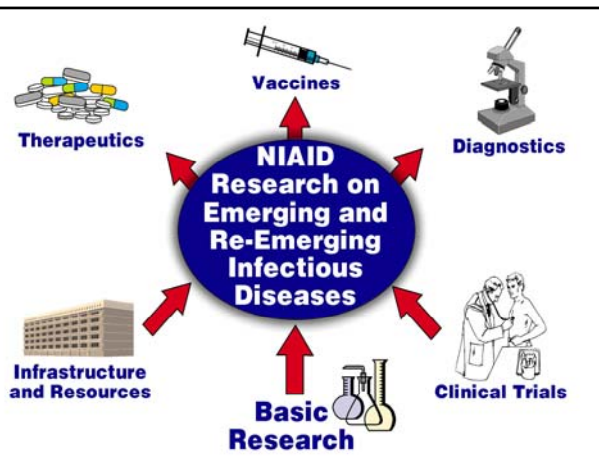 Vaccines
Therapeutics
Diagnostics
NIAID
Research on
Emerging and
Re-Emerging
Infectious
Diseases
Infrastructure
and Resources
Basic
Research
Clinical Trials